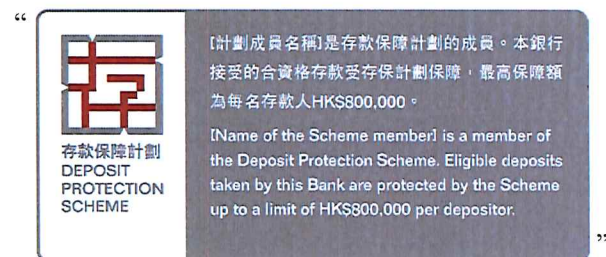 “
存款保障計劃
DEPOSIT
PROTECTION
SCHEME
[計劃成員名稱]是存款保障計劃的成員。本銀行
接受的合資格存款受存保計劃保障，最高保障額
為每名存款人HK$800,000。
[Name of the Scheme member] is a member of
the Deposit Protection Scheme. Eligible deposits
taken by this Bank are protected by the Scheme
up to a limit of HK$800,000 per depositor.
”